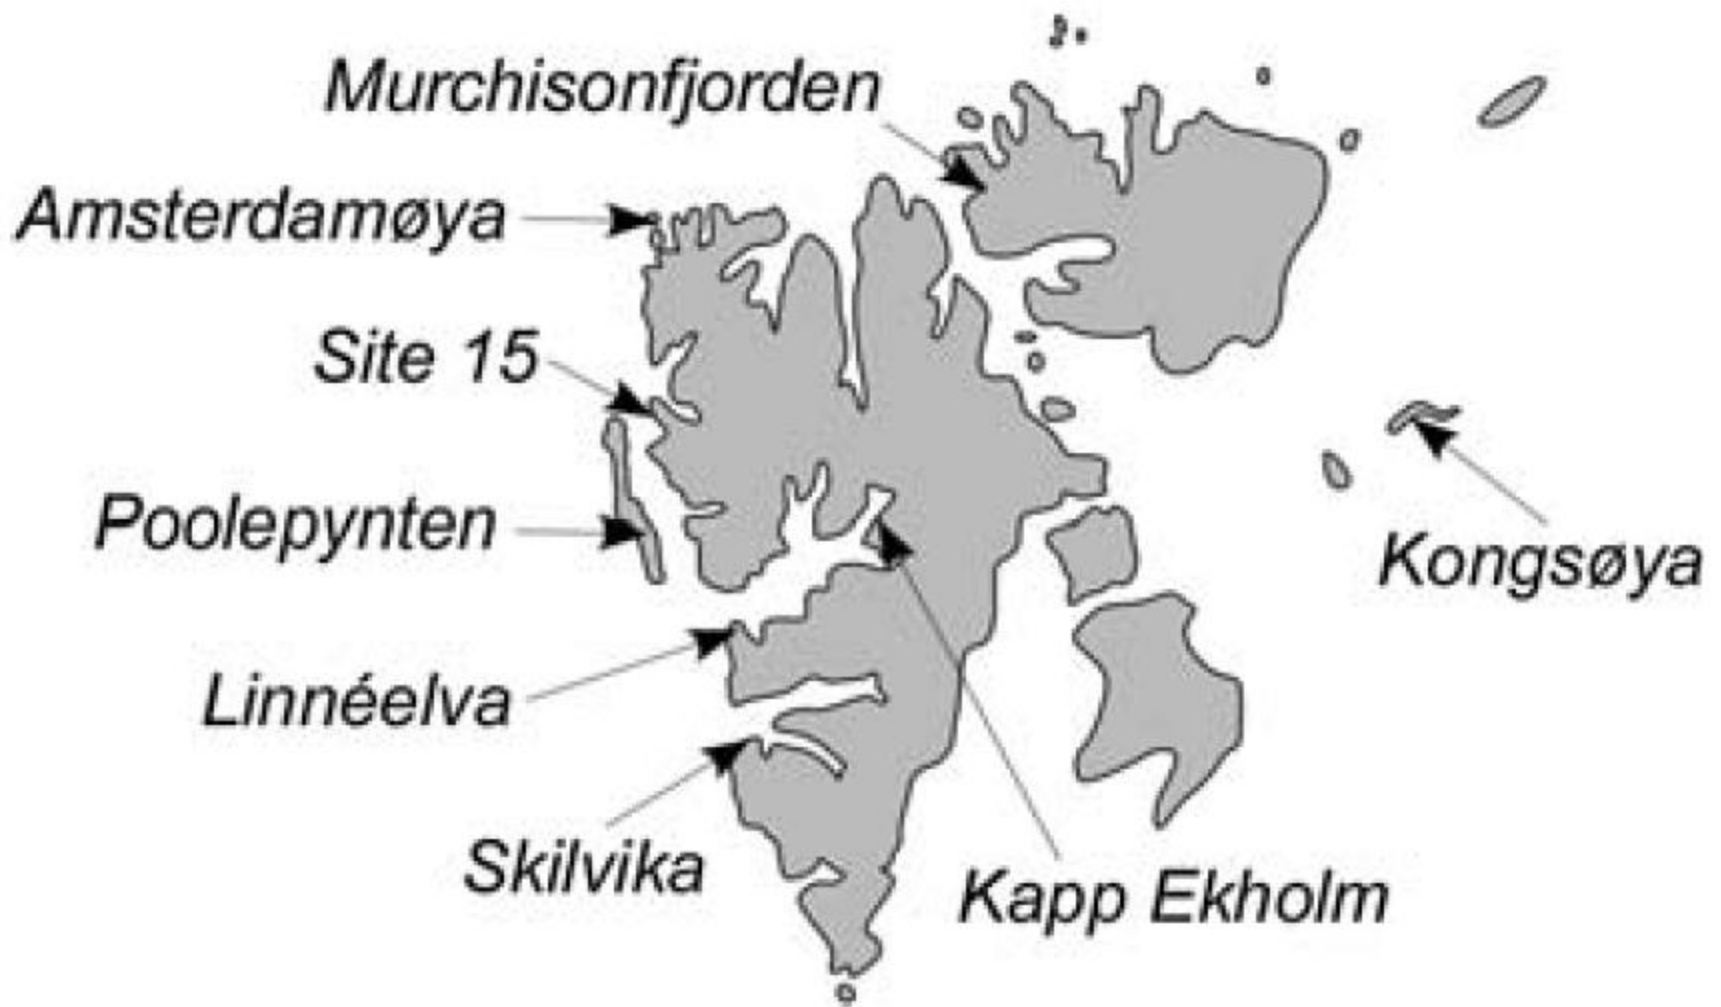 Murchisonfjorden
Amsterdamøya
Site 15
Poolepynten
Kongsøya
Linnéelva
Skilvika
Kapp Ekholm